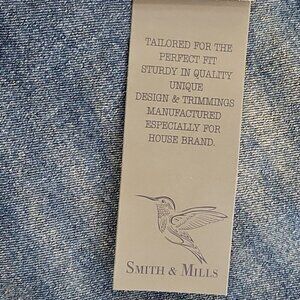 TAILORED FOR THE
PERFECT FIT
STURDY IN QUALITY
UNIQUE
DESIGN & TRIMMINGS
MANUFACTURED
ESPECIALLY FOR
HOUSE BRAND.
SMITH & MILLS